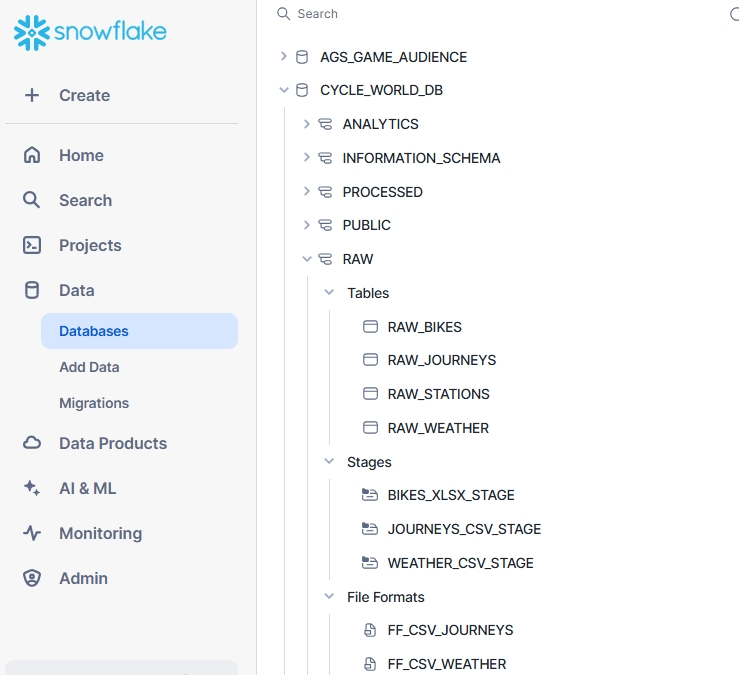 snowflake
Create
Home
Search
Projects
Data
Databases
Add Data
Migrations
Data Products
AI & ML
Monitoring
Admin
Search
AGS_GAME_AUDIENCE
CYCLE_WORLD_DB
ANALYTICS
INFORMATION_SCHEMA
PROCESSED
PUBLIC
RAW
Tables
RAW_BIKES
RAW_JOURNEYS
RAW_STATIONS
RAW_WEATHER
Stages
BIKES_XLSX_STAGE
JOURNEYS_CSV_STAGE
WEATHER_CSV_STAGE
File Formats
FF_CSV_JOURNEYS
FF_CSV_WEATHER